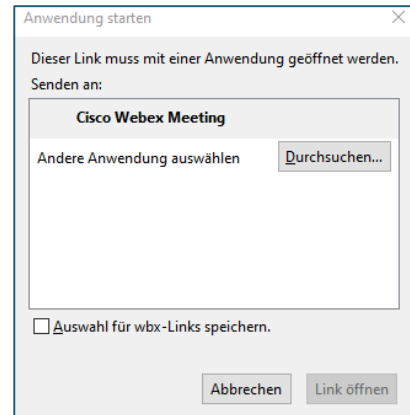 Anwendung starten
Dieser Link muss mit einer Anwendung geöffnet werden.
Senden an:
Cisco Webex Meeting
Andere Anwendung auswählen Durchsuchen...
Auswahl für wbx-Links speichern.
Abbrechen Link öffnen